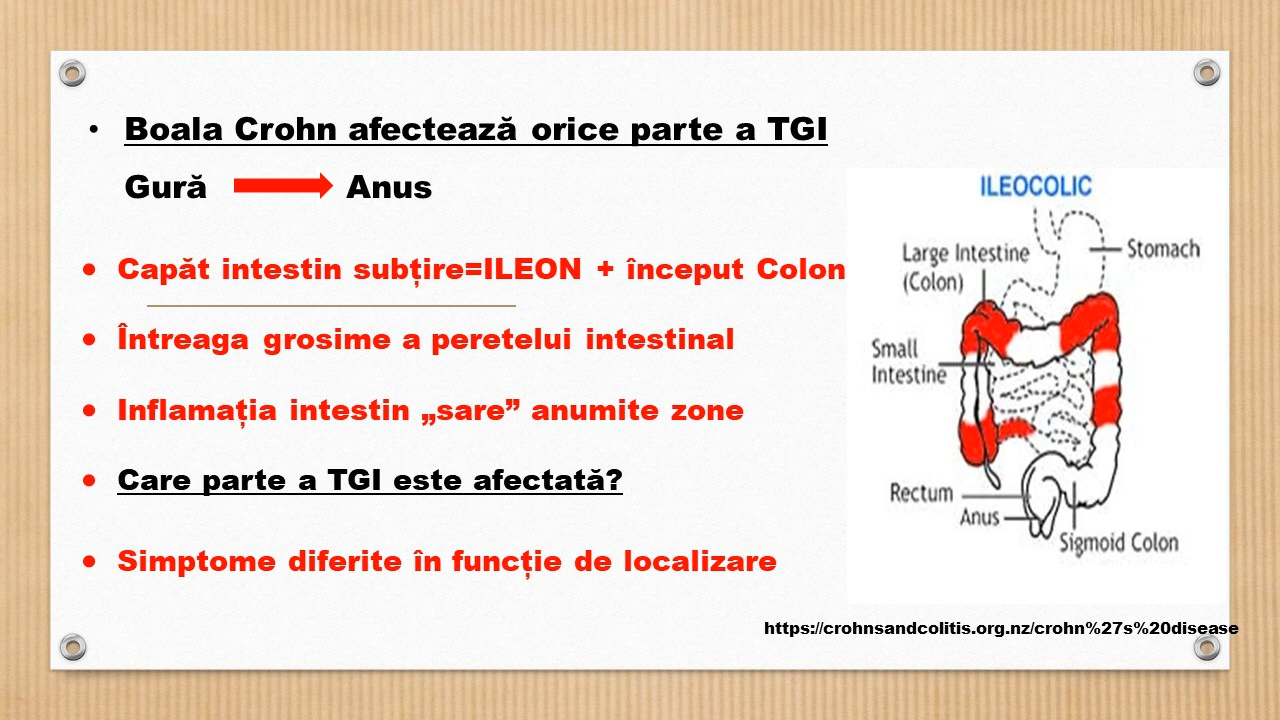 • Boala Crohn afectează orice parte a TGI
Gură Anus
• Capăt intestin subțire=ILEON + început Colon
• Întreaga grosime a peretelui intestinal
• Inflamația intestin „sare” anumite zone
• Care parte a TGI este afectată?
• Simptome diferite în funcție de localizare
ILEOCOLIC
Large Intestine
(Colon)
Stomach
Small
Intestine
Rectum
Anus
Sigmoid Colon
https://crohnsandcolitis.org.nz/crohn%27s%20disease